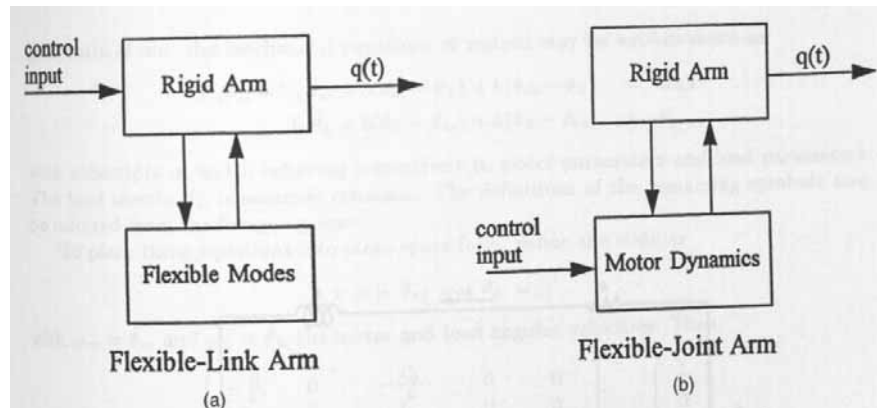 control
input
Rigid Arm
q(t)
Flexible Modes
Flexible-Link Arm
(a)
Rigid Arm
q(t)
control
input
Motor Dynamics
Flexible-Joint Arm
(b)